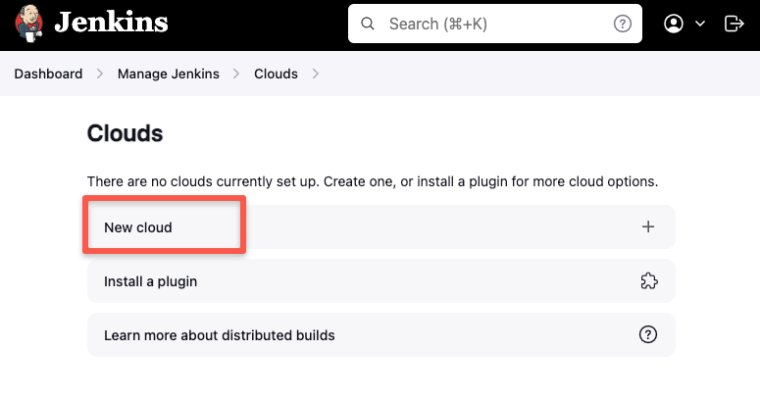 Jenkins
Search (⌘+K)
Dashboard > Manage Jenkins > Clouds >
Clouds
There are no clouds currently set up. Create one, or install a plugin for more cloud options.
New cloud
Install a plugin
Learn more about distributed builds